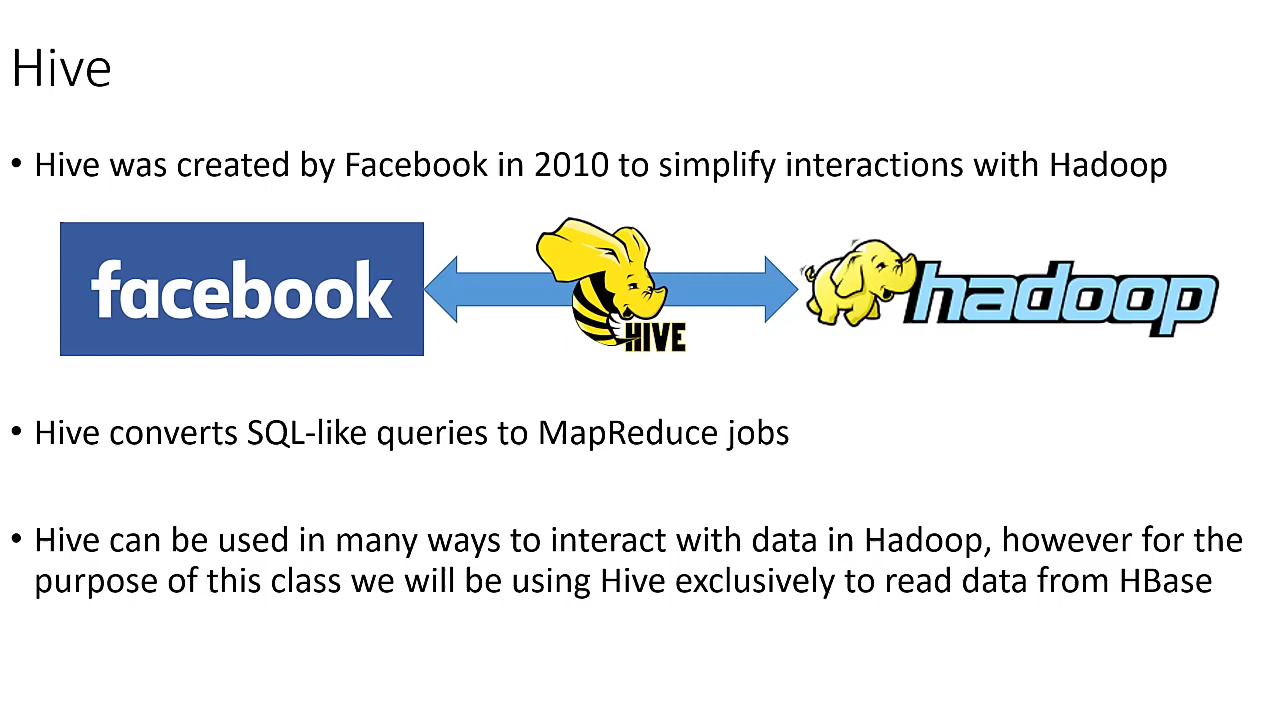 Hive
• Hive was created by Facebook in 2010 to simplify interactions with Hadoop
facebook
HIVE
hadoop
• Hive converts SQL-like queries to MapReduce jobs
• Hive can be used in many ways to interact with data in Hadoop, however for the
purpose of this class we will be using Hive exclusively to read data from HBase